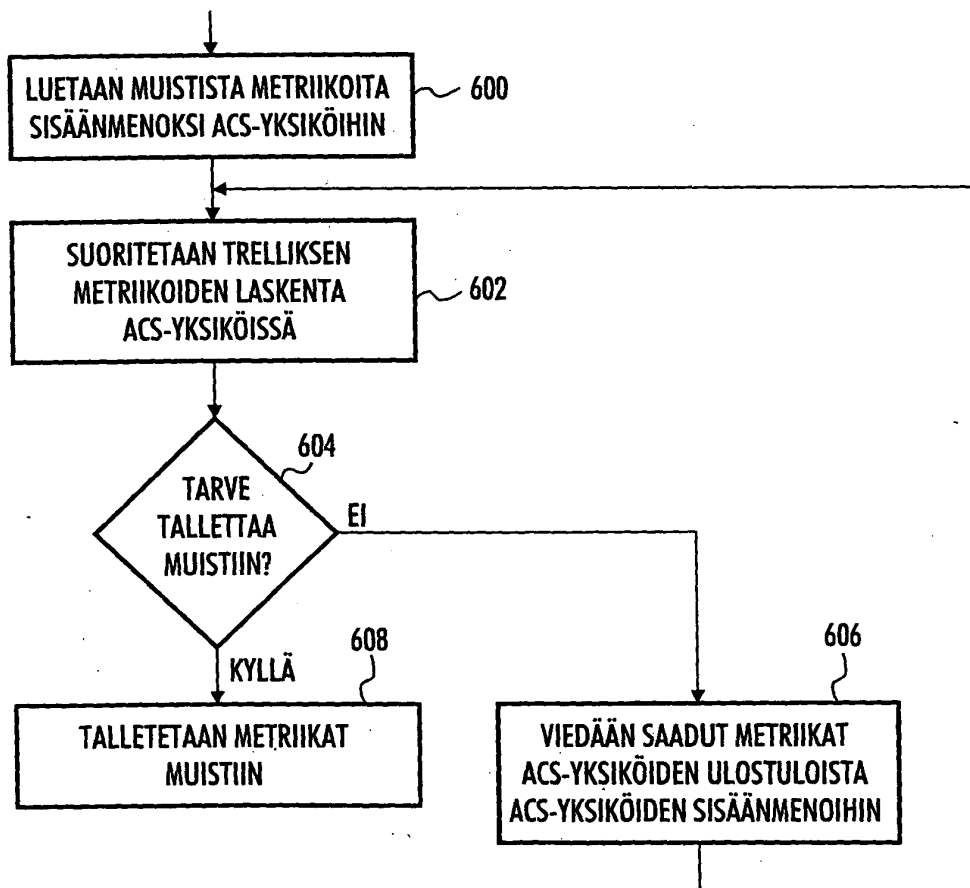 LUETAAN MUISTISTA METRIIKOITA
SISÄÄNMENOKSI ACS-YKSIKÖIHIN
600
SUORITETAAN TRELLIKSEN
METRIIKOIDEN LASKENTA
ACS-YKSIKÖISSÄ
602
604
TARVE
TALLETTAA
MUISTIIN?
EI
KYLLÄ
608
TALLETETAAN METRIIKAT
MUISTIIN
606
VIEDÄÄN SAADUT METRIIKAT
ACS-YKSIKÖIDEN ULOSTULOISTA
ACS-YKSIKÖIDEN SISÄÄNMENOIHIN